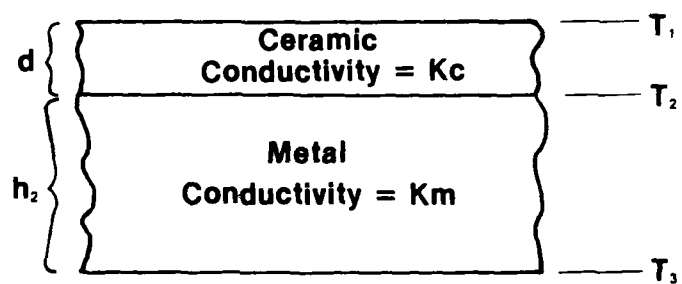 Ceramic
Conductivity = Kc
d
T₁
T₂
Metal
Conductivity = Km
h₂
T₃